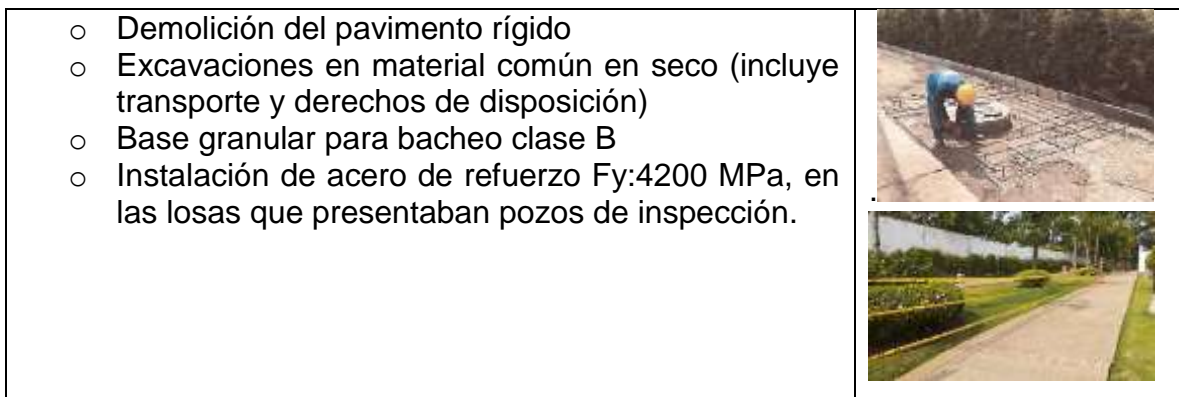 o Demolición del pavimento rígido
o Excavaciones en material común en seco (incluye
transporte y derechos de disposición)
o Base granular para bacheo clase B
o Instalación de acero de refuerzo Fy:4200 MPa, en
las losas que presentaban pozos de inspección.
.